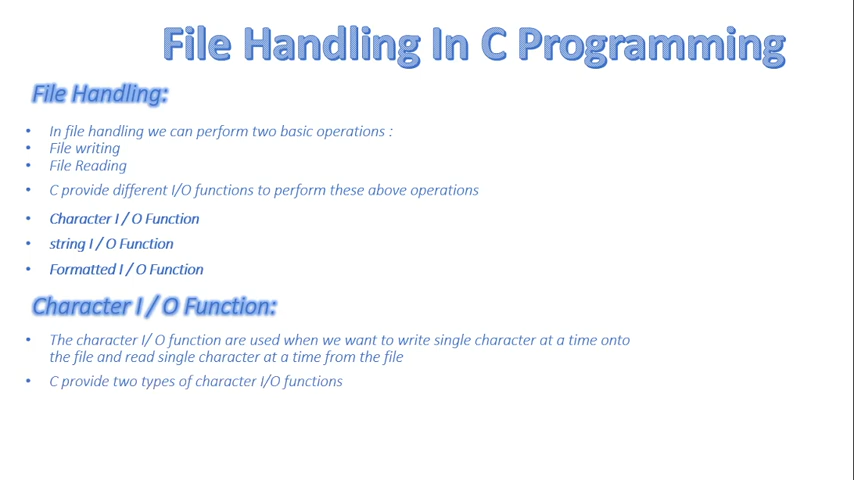 File Handling In C Programming
File Handling:
• In file handling we can perform two basic operations :
• File writing
• File Reading
• C provide different I/O functions to perform these above operations
• Character I / O Function
• string I / O Function
• Formatted I / O Function
Character I / O Function:
• The character I/ O function are used when we want to write single character at a time onto
the file and read single character at a time from the file
• C provide two types of character I/O functions